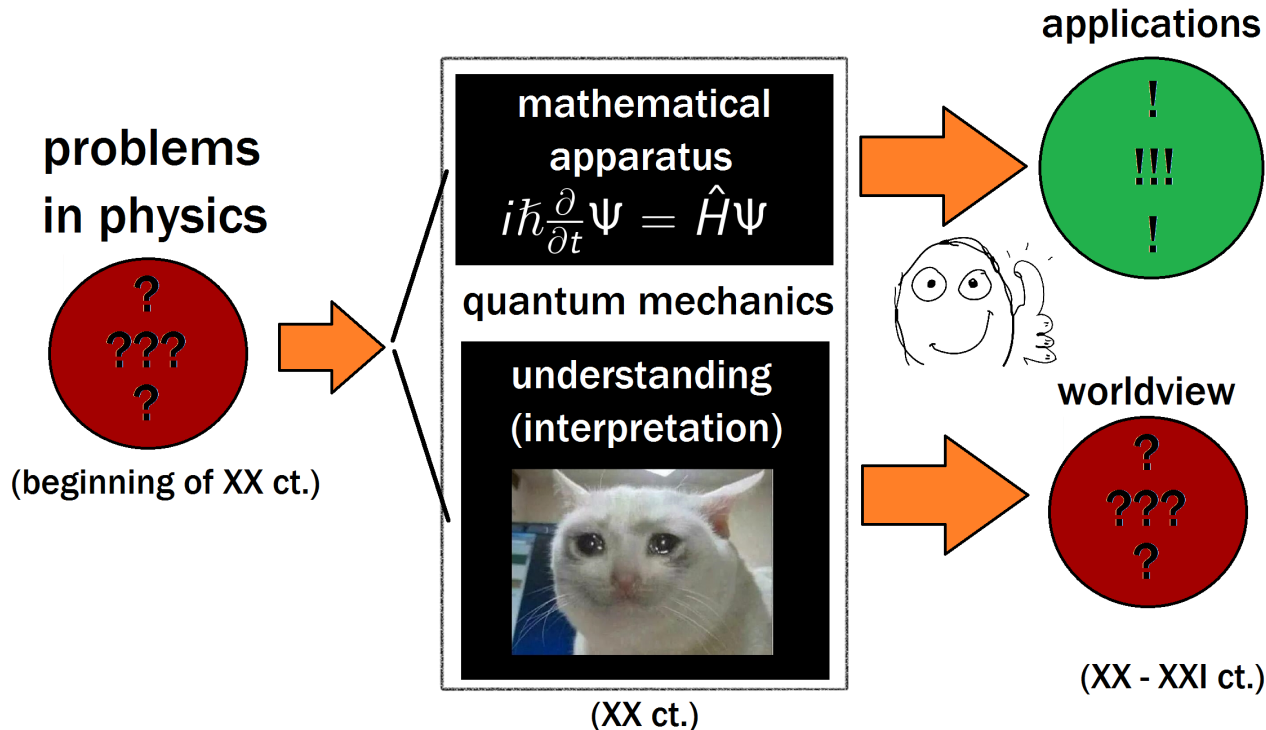 problems
in physics
?
???
?
(beginning of XX ct.)
mathematical
apparatus
iℏ ∂/∂t Ψ = ĤΨ
quantum mechanics
understanding
(interpretation)
(XX ct.)
applications
!
!!!
!
worldview
?
???
?
(XX - XXI ct.)